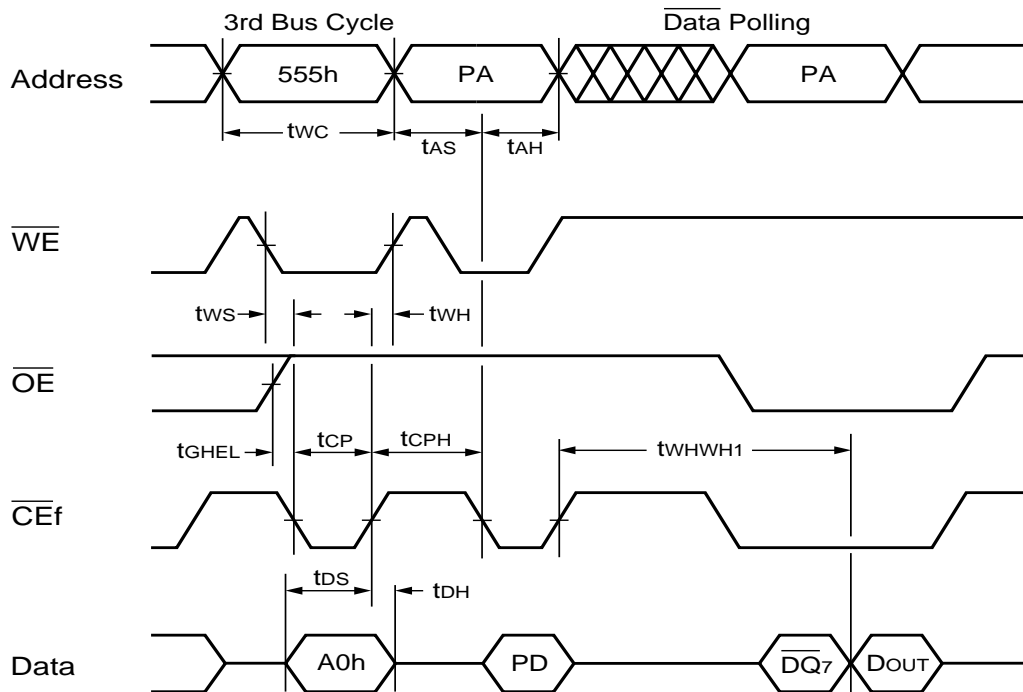 3rd Bus Cycle
Data Polling
Address
555h
PA
PA
tWC
tAS
tAH
WE
tWS
tWH
OE
tGHEL
tCP
tCPH
tWHWH1
CEf
tDS
tDH
Data
A0h
PD
DQ7
DOUT